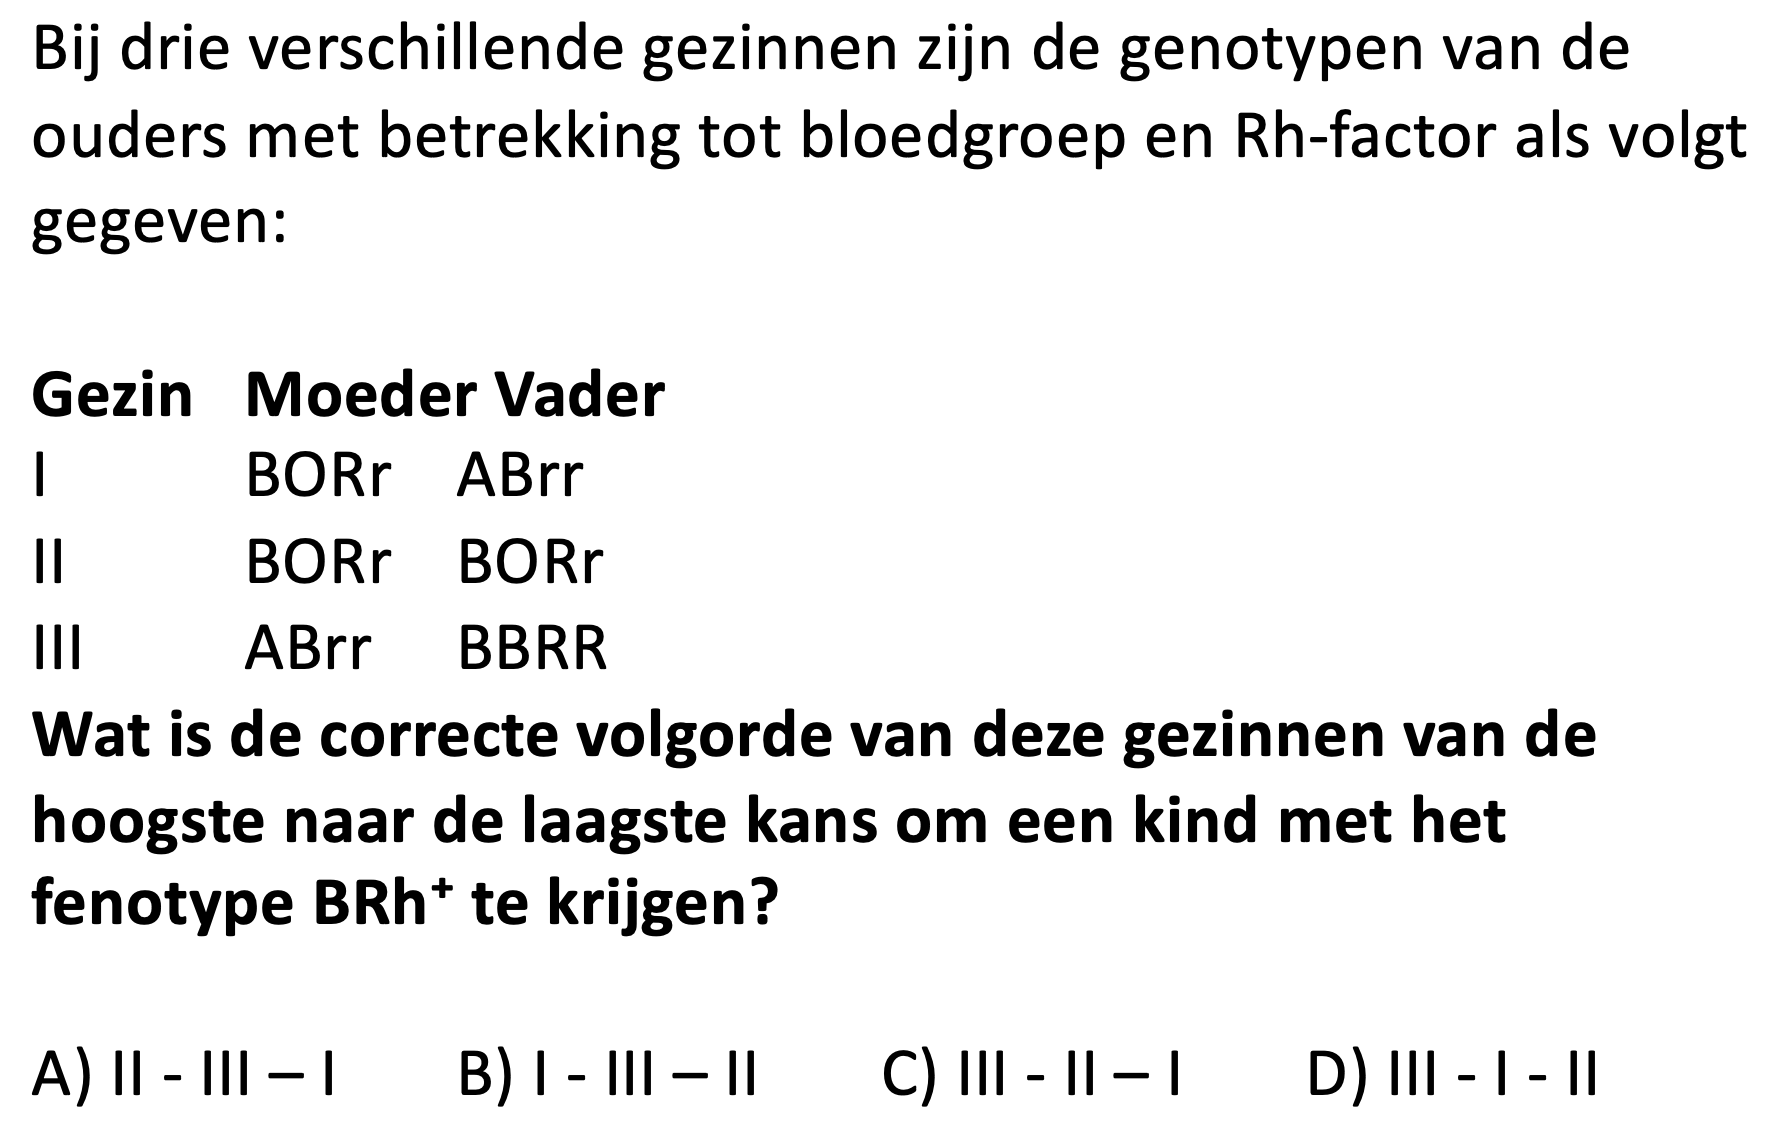 Bij drie verschillende gezinnen zijn de genotypen van de
ouders met betrekking tot bloedgroep en Rh-factor als volgt
gegeven:
Gezin Moeder Vader
I BORr ABrr
II BORr BORr
III ABrr BBRR
Wat is de correcte volgorde van deze gezinnen van de
hoogste naar de laagste kans om een kind met het
fenotype BRh⁺ te krijgen?
A) II - III – I B) I - III – II C) III - II – I D) III - I - II